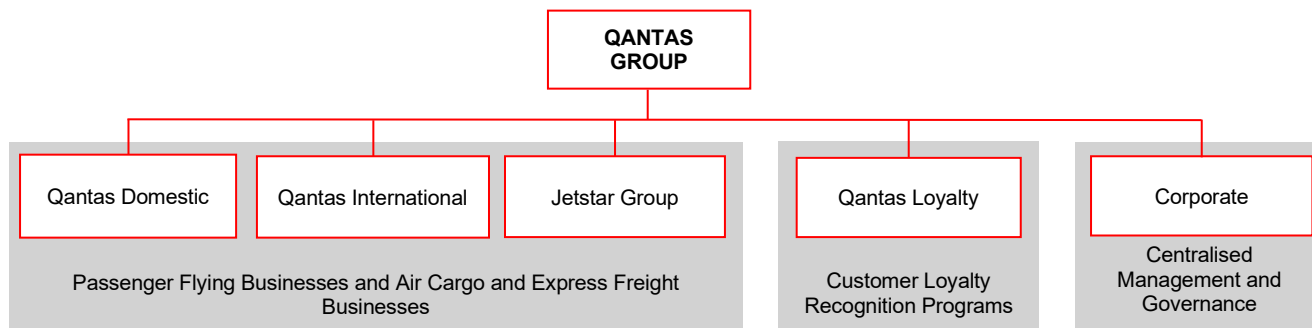 QANTAS
GROUP
Qantas Domestic
Qantas International
Jetstar Group
Qantas Loyalty
Corporate
Passenger Flying Businesses and Air Cargo and Express Freight
Businesses
Customer Loyalty
Recognition Programs
Centralised
Management and
Governance